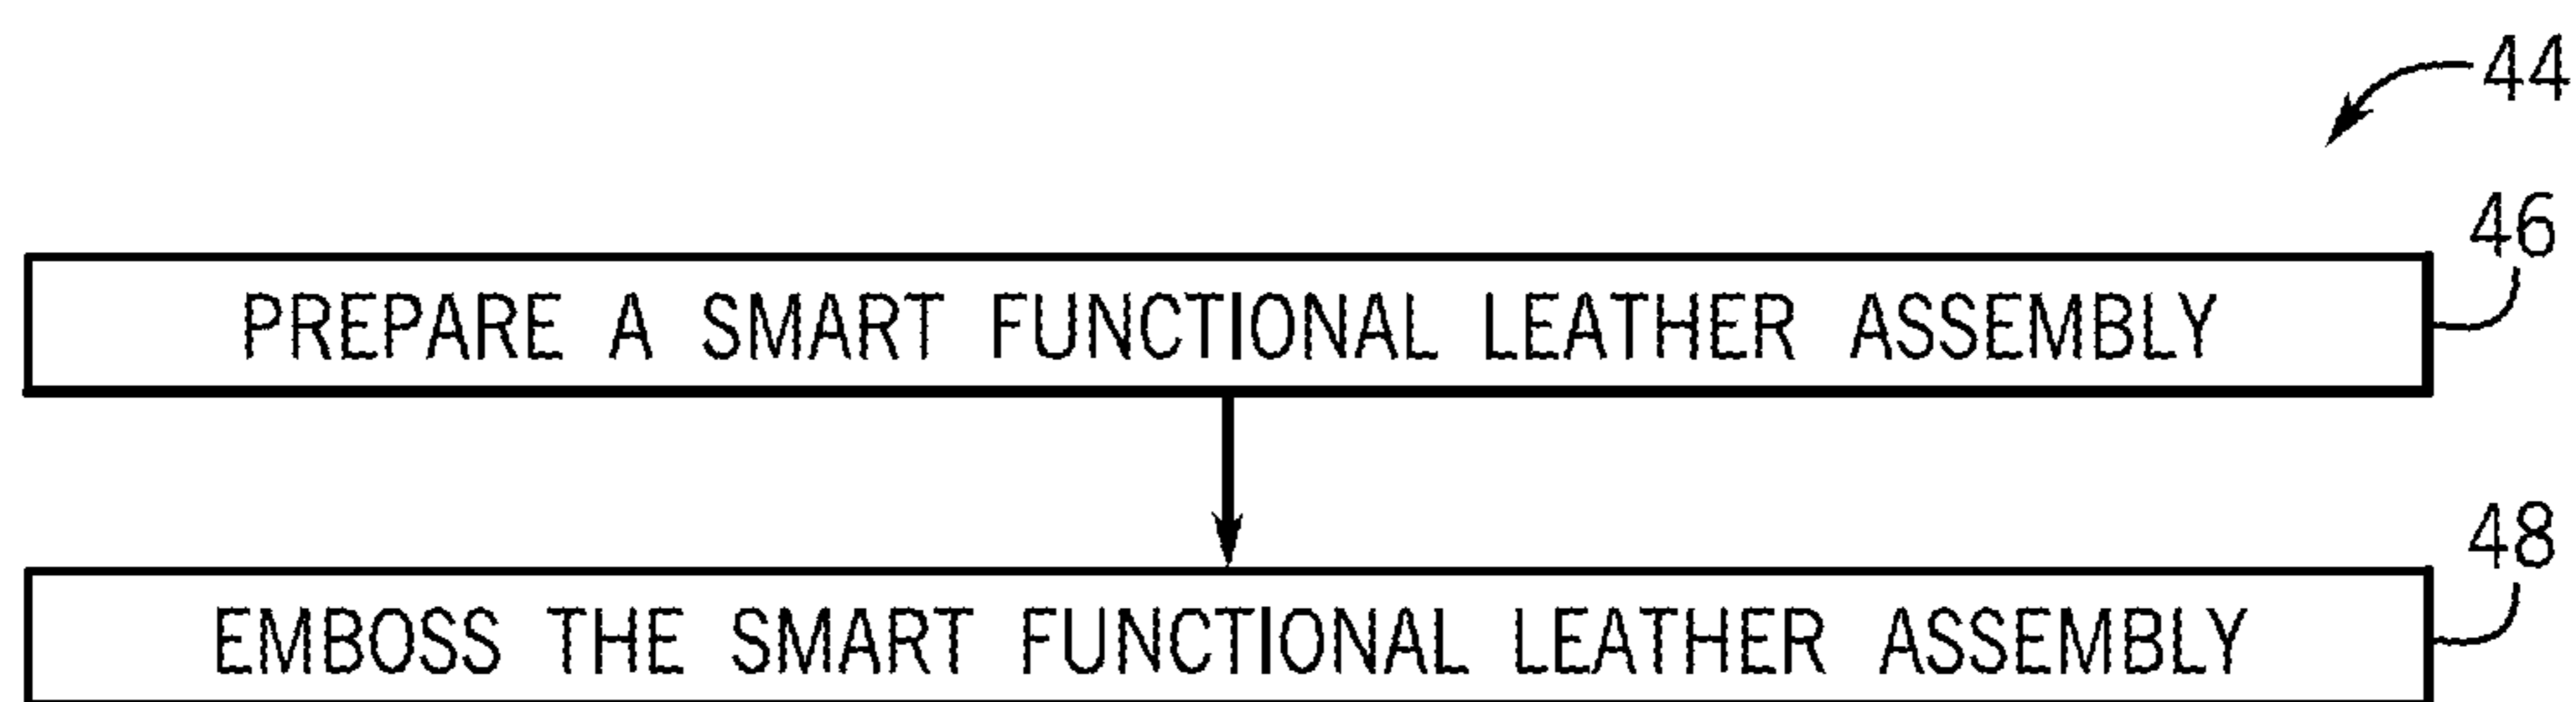 44
46
PREPARE A SMART FUNCTIONAL LEATHER ASSEMBLY
48
EMBOSS THE SMART FUNCTIONAL LEATHER ASSEMBLY